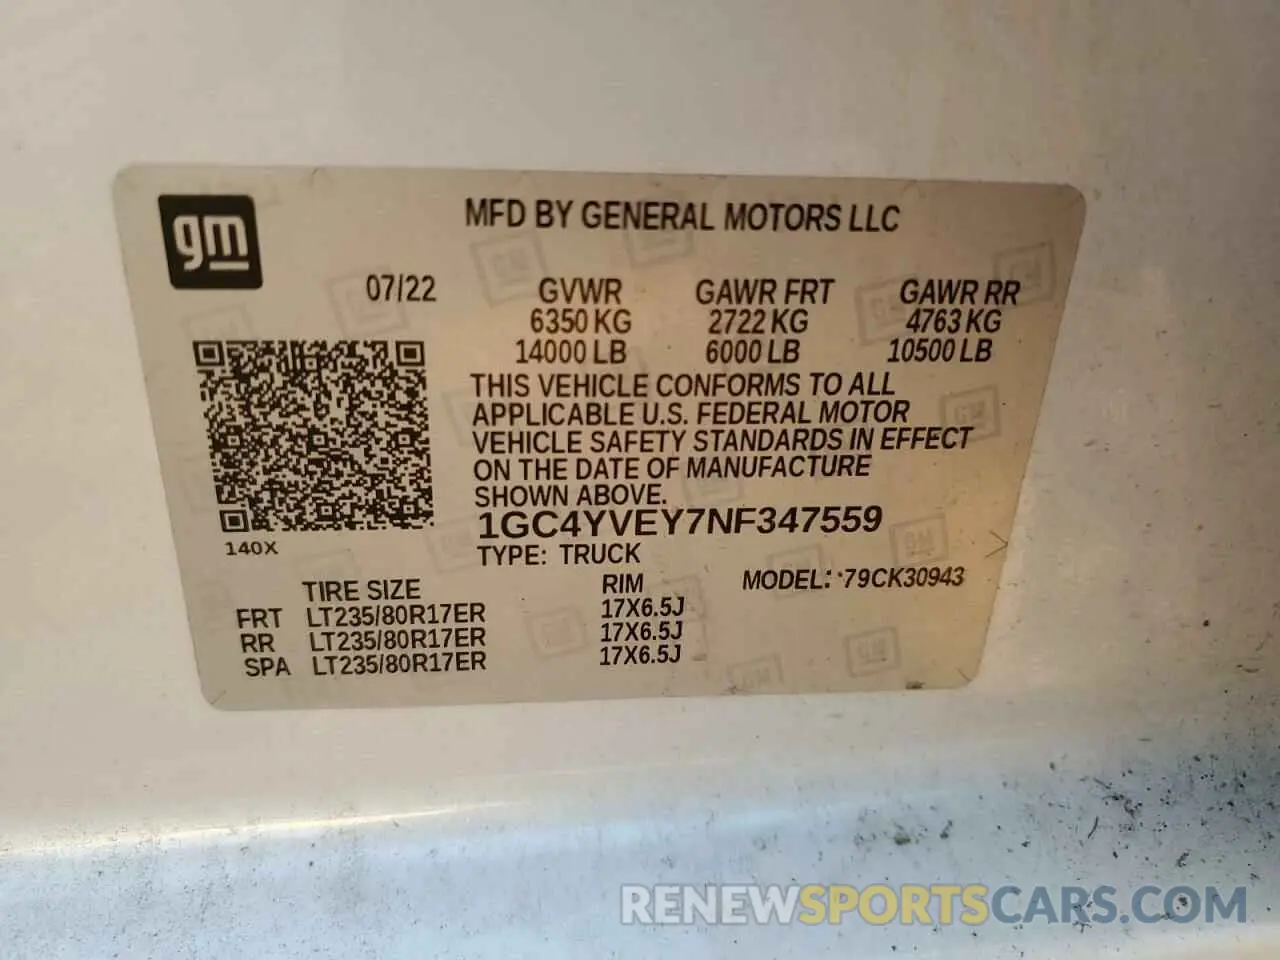 gm
MFD BY GENERAL MOTORS LLC
07/22
GVWR GAWR FRT GAWR RR
6350 KG 2722 KG 4763 KG
14000 LB 6000 LB 10500 LB
THIS VEHICLE CONFORMS TO ALL
APPLICABLE U.S. FEDERAL MOTOR
VEHICLE SAFETY STANDARDS IN EFFECT
ON THE DATE OF MANUFACTURE
SHOWN ABOVE.
1GC4YVEY7NF347559
140X
TYPE: TRUCK
TIRE SIZE RIM MODEL: 79CK30943
FRT LT235/80R17ER 17X6.5J
RR LT235/80R17ER 17X6.5J
SPA LT235/80R17ER 17X6.5J
RENEWSPORTSCARS.COM